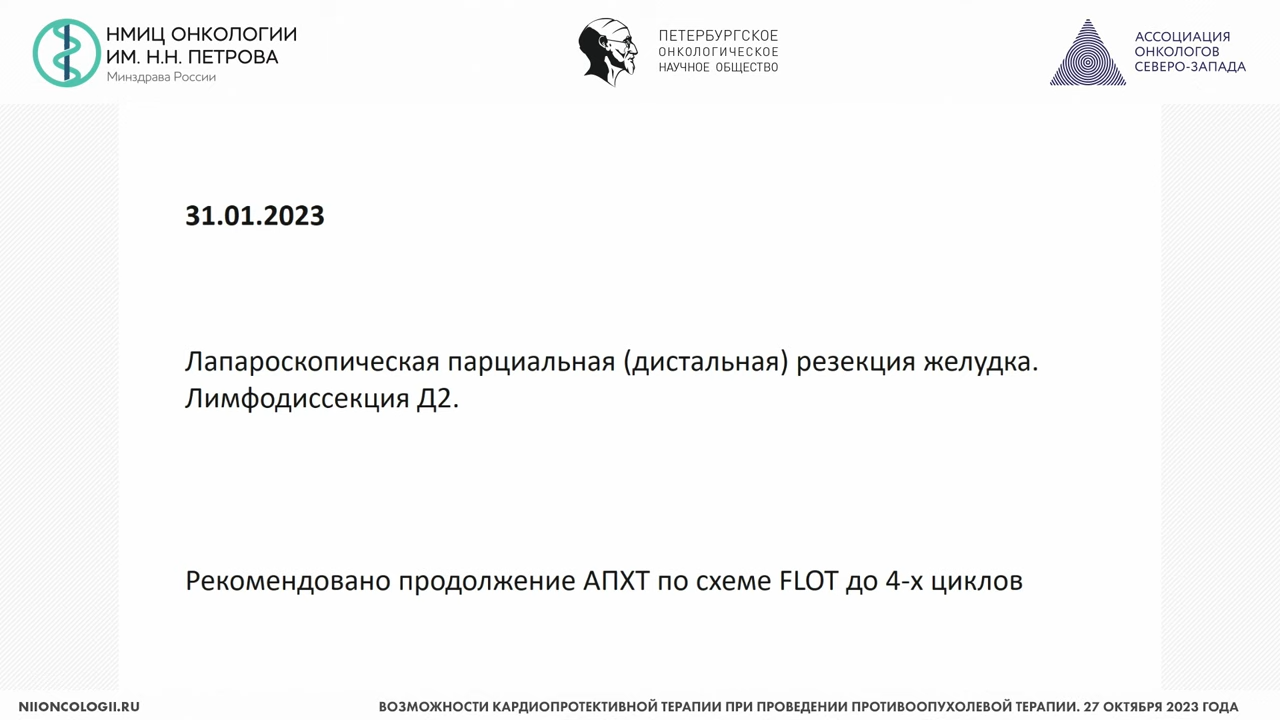 НМИЦ ОНКОЛОГИИ
ИМ. Н.Н. ПЕТРОВА
Минздрава России
ПЕТЕРБУРГСКОЕ
ОНКОЛОГИЧЕСКОЕ
НАУЧНОЕ ОБЩЕСТВО
АССОЦИАЦИЯ
ОНКОЛОГОВ
СЕВЕРО-ЗАПАДА
31.01.2023
Лапароскопическая парциальная (дистальная) резекция желудка.
Лимфодиссекция Д2.
Рекомендовано продолжение АПХТ по схеме FLOT до 4-х циклов
NIIONCOLOGII.RU
ВОЗМОЖНОСТИ КАРДИОПРОТЕКТИВНОЙ ТЕРАПИИ ПРИ ПРОВЕДЕНИИ ПРОТИВООПУХОЛЕВОЙ ТЕРАПИИ. 27 ОКТЯБРЯ 2023 ГОДА